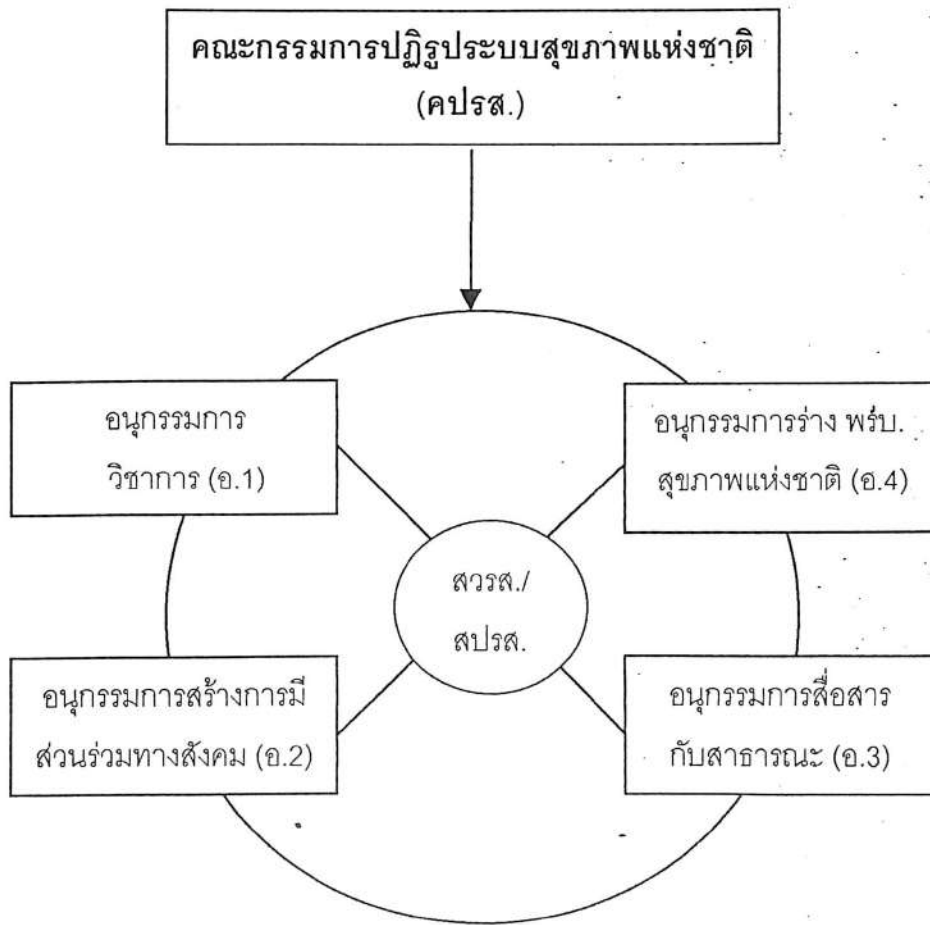 คณะกรรมการปฏิรูประบบสุขภาพแห่งชาติ
(คปรส.)
อนุกรรมการ
วิชาการ (อ.1)
อนุกรรมการร่าง พรบ.
สุขภาพแห่งชาติ (อ.4)
สวรส./
สปรส.
อนุกรรมการสร้างการมี
ส่วนร่วมทางสังคม (อ.2)
อนุกรรมการสื่อสาร
กับสาธารณะ (อ.3)